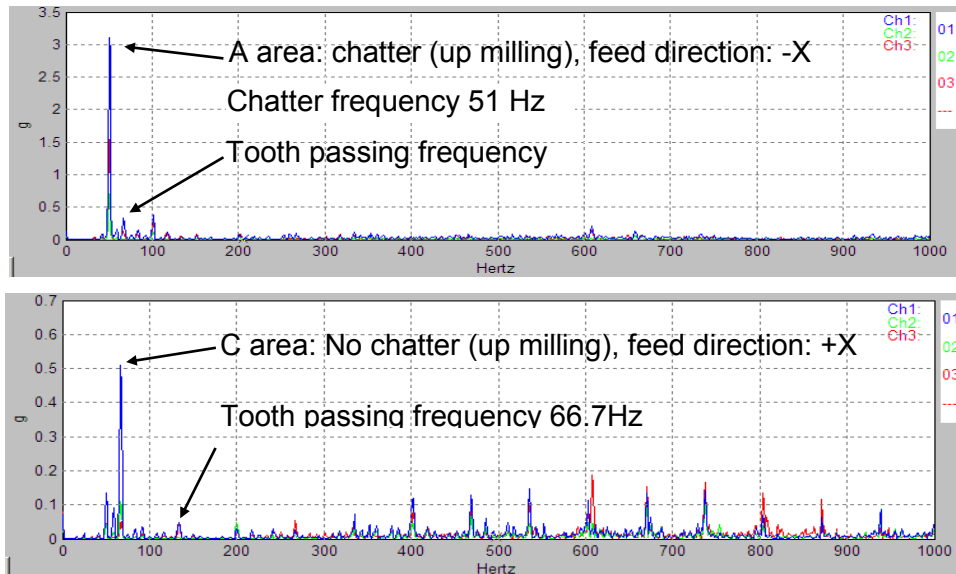 3.5
3
2.5
2
1.5
1
0.5
0
g
A area: chatter (up milling), feed direction: -X
Chatter frequency 51 Hz
Tooth passing frequency
Ch1:
Ch2:
Ch3:
01
02
03
---
0 100 200 300 400 500 600 700 800 900 1000
Hertz
0.7
0.6
0.5
0.4
0.3
0.2
0.1
0
g
C area: No chatter (up milling), feed direction: +X
Tooth passing frequency 66.7Hz
Ch1:
Ch2:
Ch3:
01
02
03
---
0 100 200 300 400 500 600 700 800 900 1000
Hertz